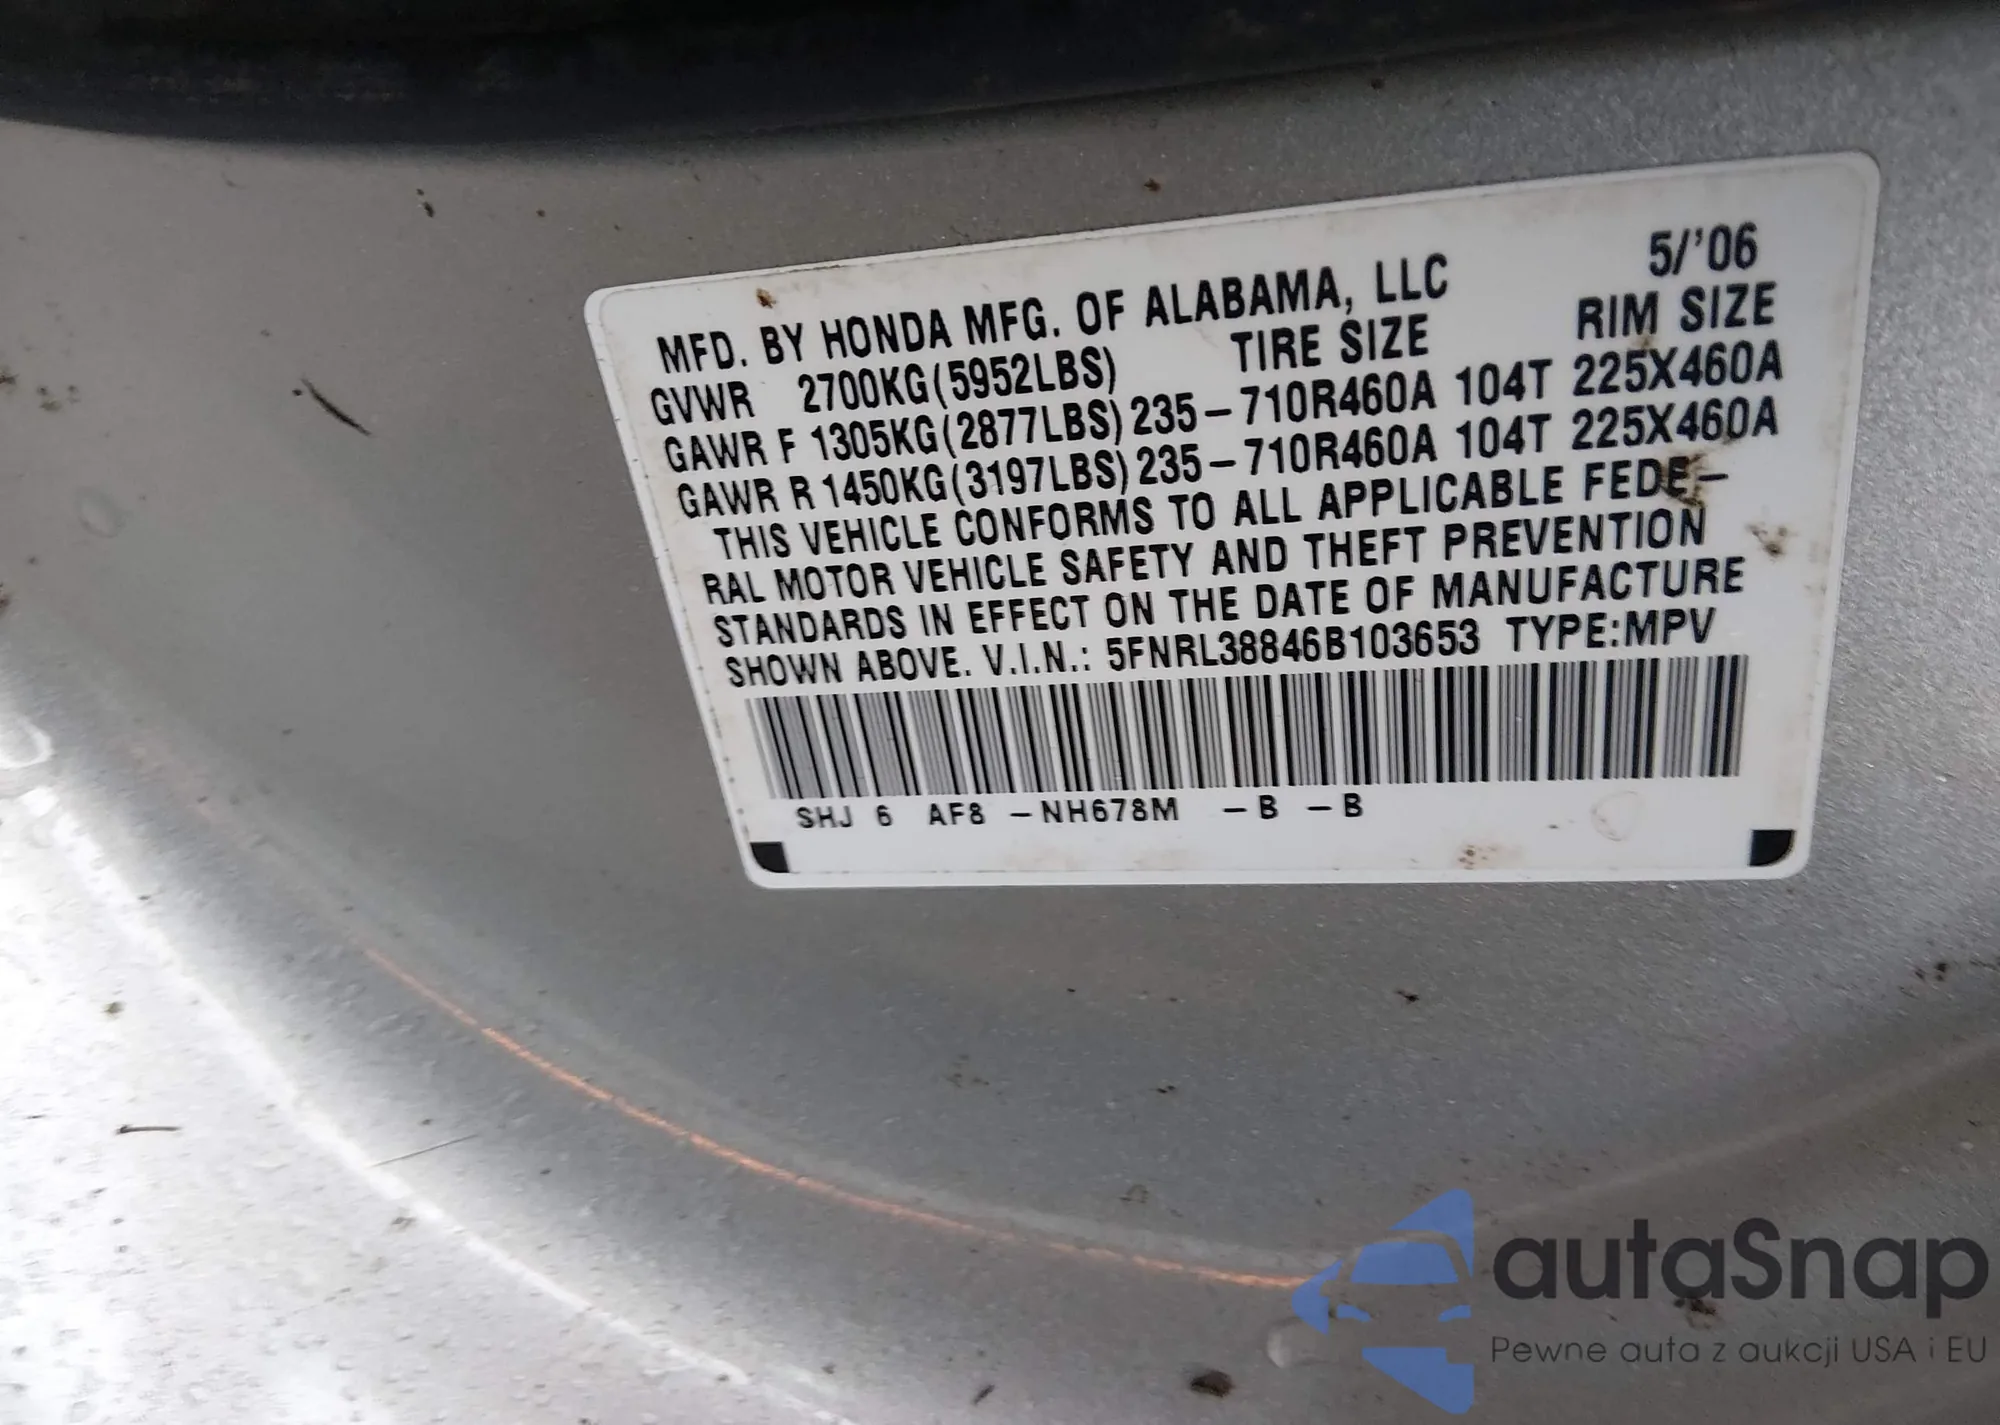 5/'06
MFD. BY HONDA MFG. OF ALABAMA, LLC
GVWR 2700KG(5952LBS) TIRE SIZE RIM SIZE
GAWR F 1305KG(2877LBS) 235-710R460A 104T 225X460A
GAWR R 1450KG(3197LBS) 235-710R460A 104T 225X460A
THIS VEHICLE CONFORMS TO ALL APPLICABLE FEDE-
RAL MOTOR VEHICLE SAFETY AND THEFT PREVENTION
STANDARDS IN EFFECT ON THE DATE OF MANUFACTURE
SHOWN ABOVE. V.I.N.: 5FNRL38846B103653 TYPE:MPV
SHJ 6 AF8 -NH678M -B -B
autaSnap
Pewne auta z aukcji USA i EU